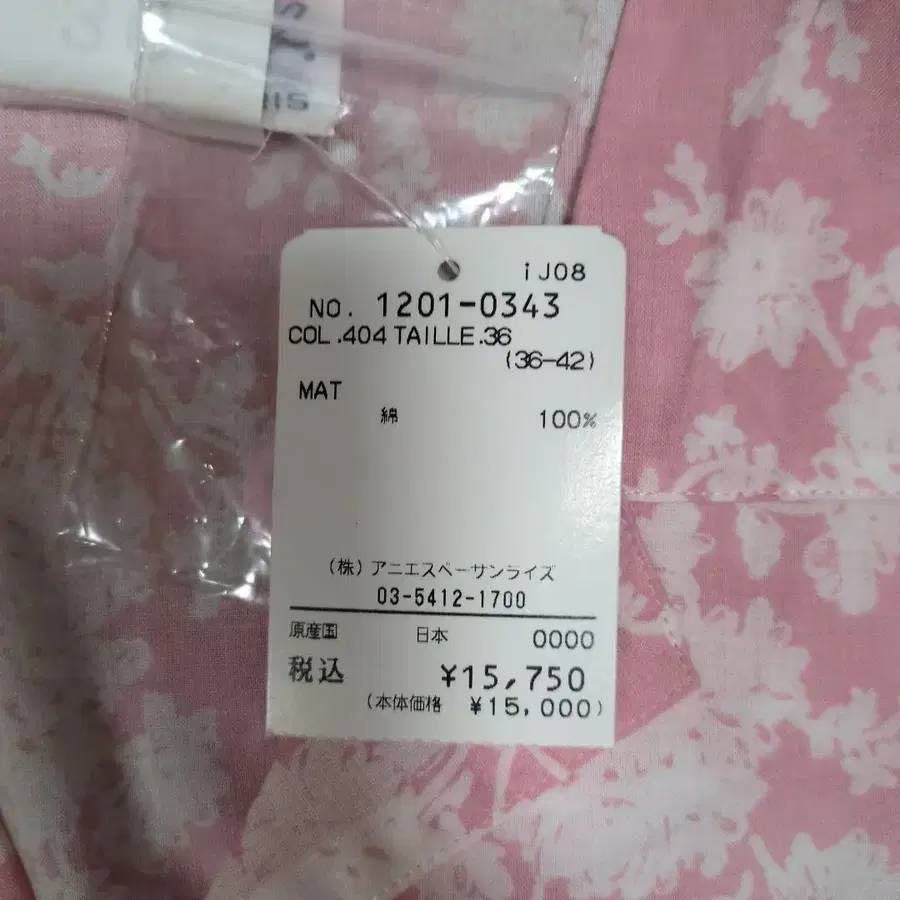 iJ08
NO. 1201-0343
COL.404 TAILLE.36
(36-42)
MAT
綿 100%
(株) アニエスベーサンライズ
03-5412-1700
原産国 日本 0000
税込 ¥15,750
(本体価格 ¥15,000)